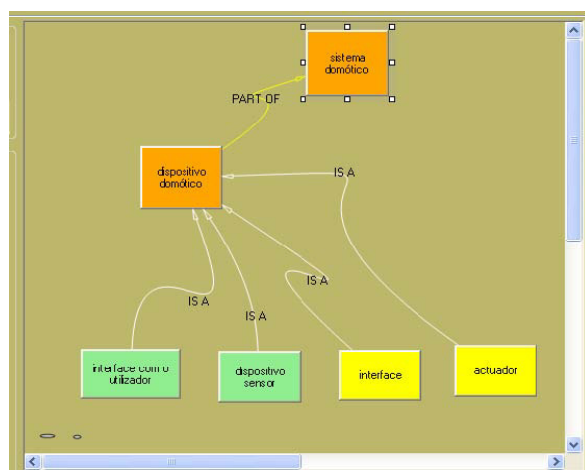 sistema
domótico
PART OF
dispositivo
domótico
IS A
IS A
IS A
IS A
interface com o
utilizador
dispositivo
sensor
interface
actuador